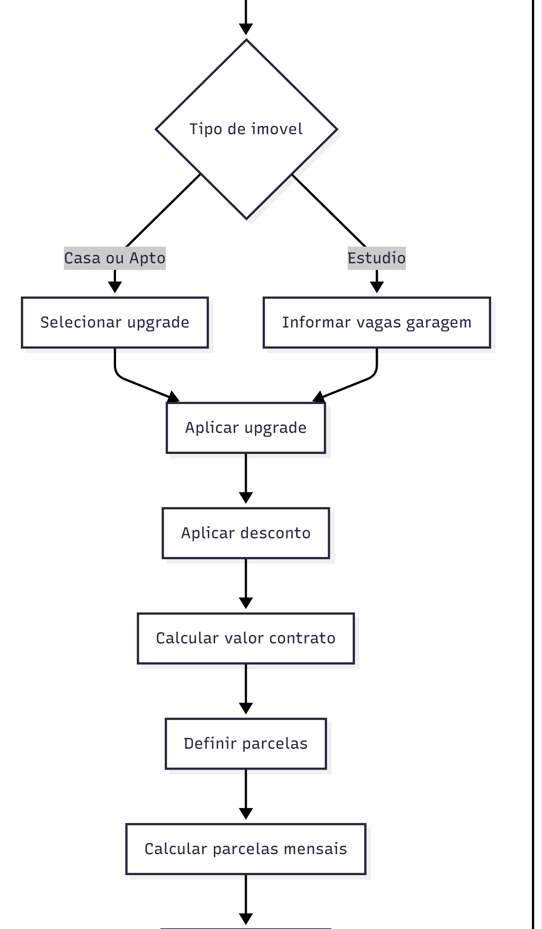 Tipo de imovel
Casa ou Apto
Estudio
Selecionar upgrade
Informar vagas garagem
Aplicar upgrade
Aplicar desconto
Calcular valor contrato
Definir parcelas
Calcular parcelas mensais